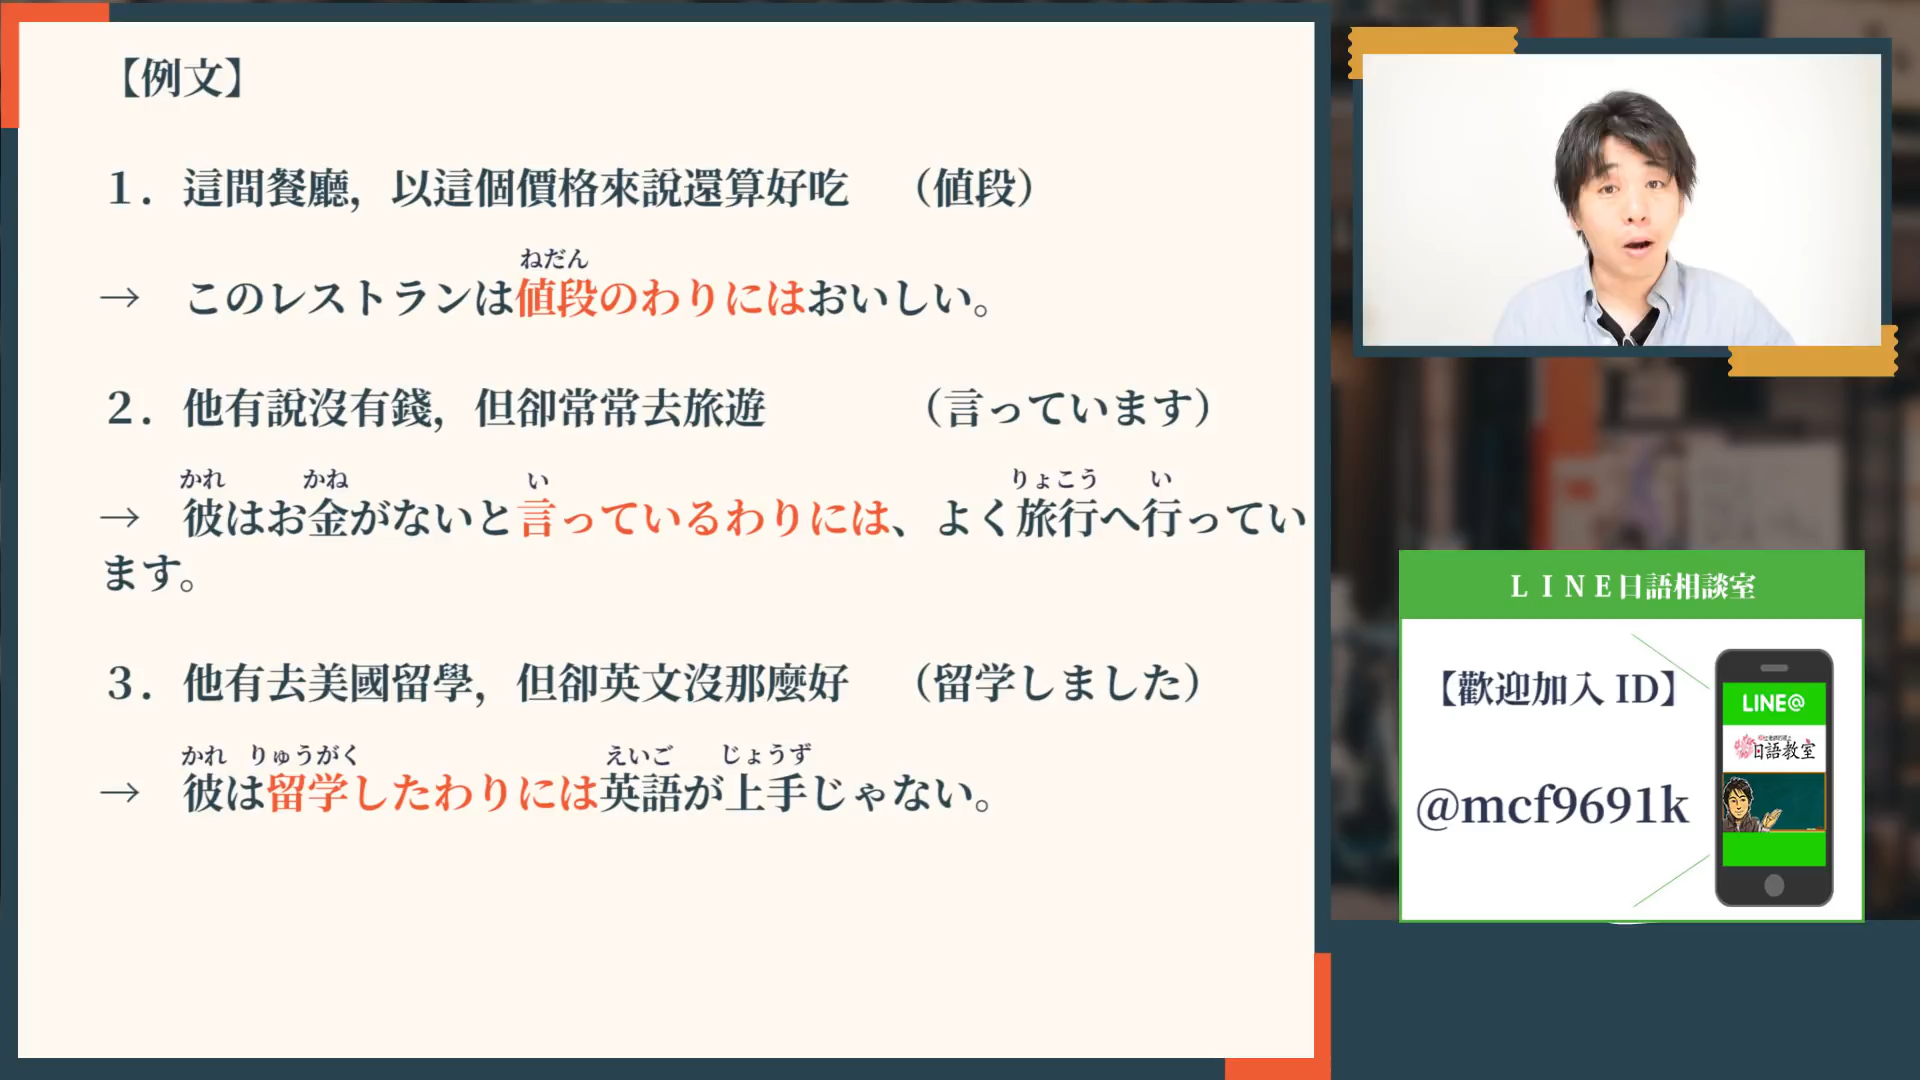 【例文】
１．這間餐廳，以這個價格來說還算好吃　（値段）
ねだん
→　このレストランは値段のわりにはおいしい。
２．他有說沒有錢，但卻常常去旅遊　（言っています）
かれ　かね　い　りょこう　い
→　彼はお金がないと言っているわりには、よく旅行へ行ってい
ます。
３．他有去美國留學，但卻英文沒那麼好　（留学しました）
かれ　りゅうがく　えいご　じょうず
→　彼は留学したわりには英語が上手じゃない。
ＬＩＮＥ日語相談室
【歡迎加入 ID】
@mcf9691k
LINE@
日語教室